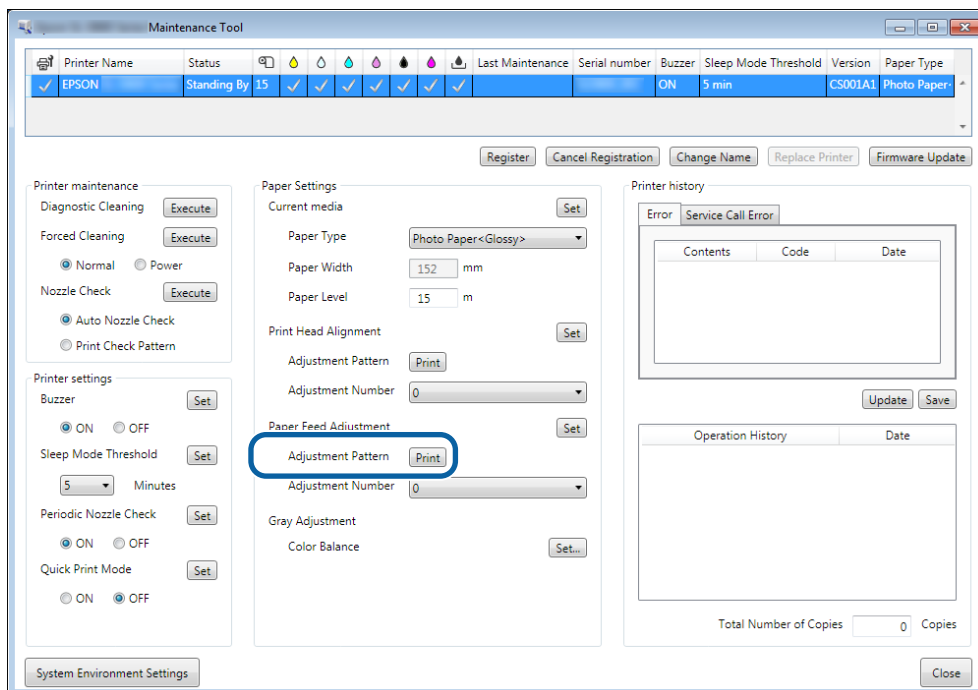 Maintenance Tool
Printer Name Status Last Maintenance Serial number Buzzer Sleep Mode Threshold Version Paper Type
EPSON Standing By 15 ON 5 min CS001A1 Photo Paper
Register Cancel Registration Change Name Replace Printer Firmware Update
Printer maintenance
Diagnostic Cleaning Execute
Forced Cleaning Execute
Normal Power
Nozzle Check Execute
Auto Nozzle Check
Print Check Pattern
Printer settings
Buzzer Set
ON OFF
Sleep Mode Threshold Set
5 Minutes
Periodic Nozzle Check Set
ON OFF
Quick Print Mode Set
ON OFF
Paper Settings
Current media Set
Paper Type Photo Paper<Glossy>
Paper Width 152 mm
Paper Level 15 m
Print Head Alignment Set
Adjustment Pattern Print
Adjustment Number 0
Paper Feed Adjustment Set
Adjustment Pattern Print
Adjustment Number 0
Gray Adjustment
Color Balance Set...
Printer history
Error Service Call Error
Contents Code Date
Update Save
Operation History Date
Total Number of Copies 0 Copies
System Environment Settings Close